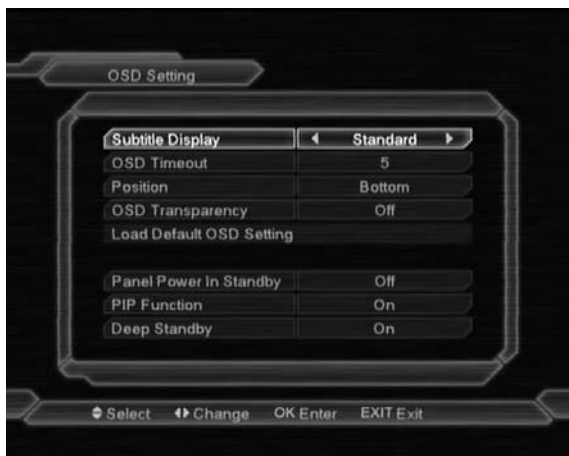 OSD Setting
Subtitle Display Standard
OSD Timeout 5
Position Bottom
OSD Transparency Off
Load Default OSD Setting
Panel Power In Standby Off
PIP Function On
Deep Standby On
Select Change OK Enter EXIT Exit